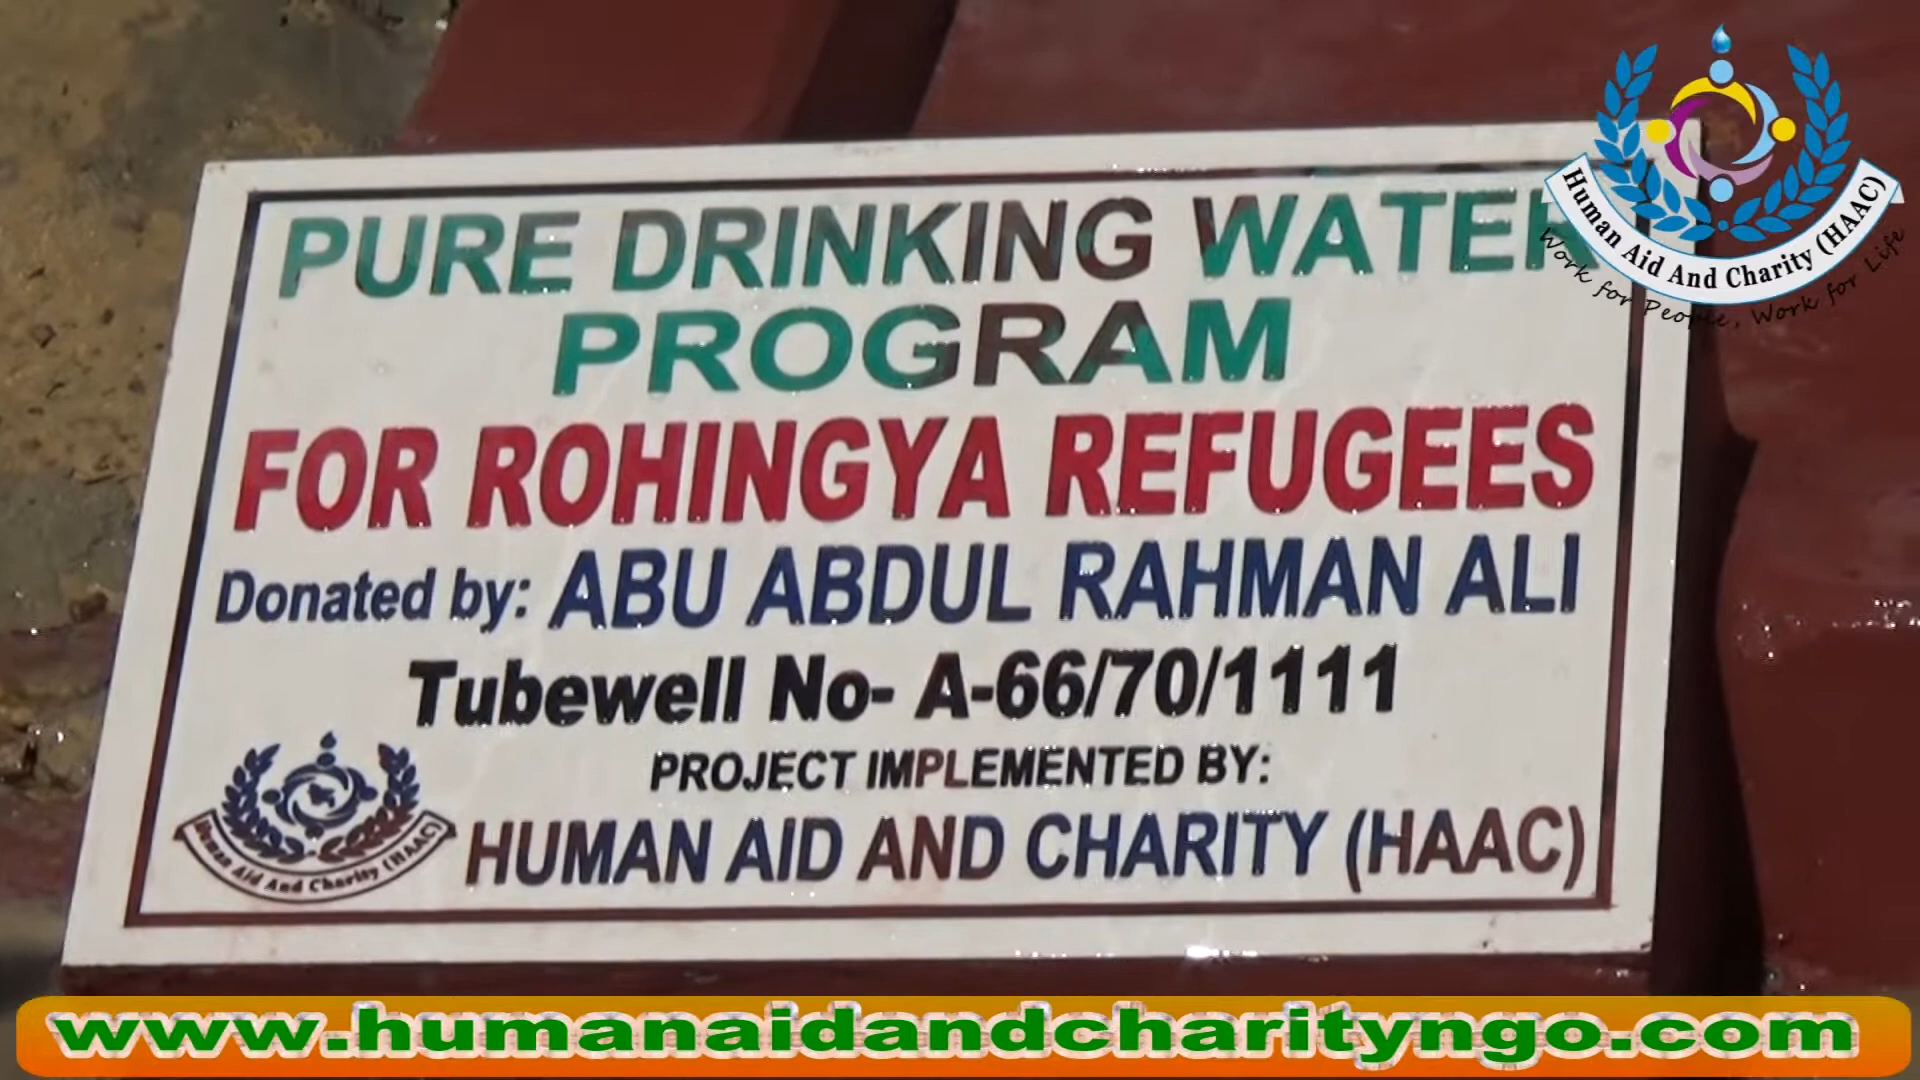 PURE DRINKING WATER
PROGRAM
FOR ROHINGYA REFUGEES
Donated by: ABU ABDUL RAHMAN ALI
Tubewell No- A-66/70/1111
PROJECT IMPLEMENTED BY:
HUMAN AID AND CHARITY (HAAC)
Human Aid And Charity (HAAC)
Human Aid And Charity (HAAC)
Work for People, Work for Life
www.humanaidandcharityngo.com